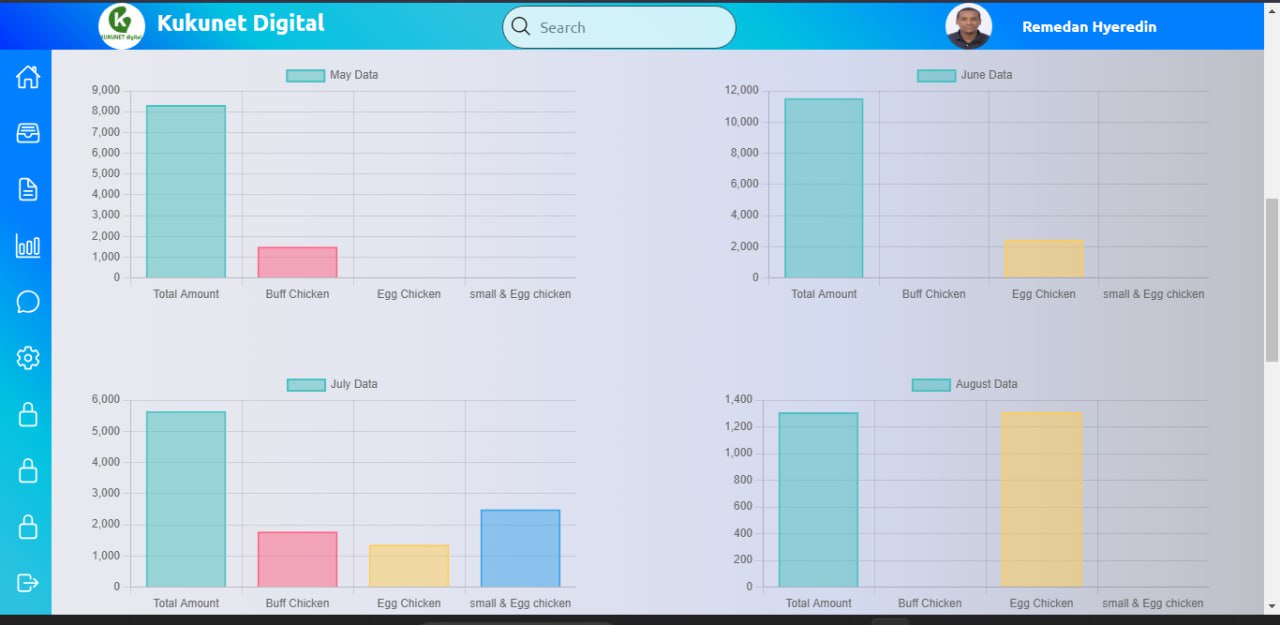 Kukunet Digital
Search
Remedan Hyeredin
K
KUKUNET digital
May Data
9,000
8,000
7,000
6,000
5,000
4,000
3,000
2,000
1,000
0
Total Amount Buff Chicken Egg Chicken small & Egg chicken
June Data
12,000
10,000
8,000
6,000
4,000
2,000
0
Total Amount Buff Chicken Egg Chicken small & Egg chicken
July Data
6,000
5,000
4,000
3,000
2,000
1,000
0
Total Amount Buff Chicken Egg Chicken small & Egg chicken
August Data
1,400
1,200
1,000
800
600
400
200
0
Total Amount Buff Chicken Egg Chicken small & Egg chicken